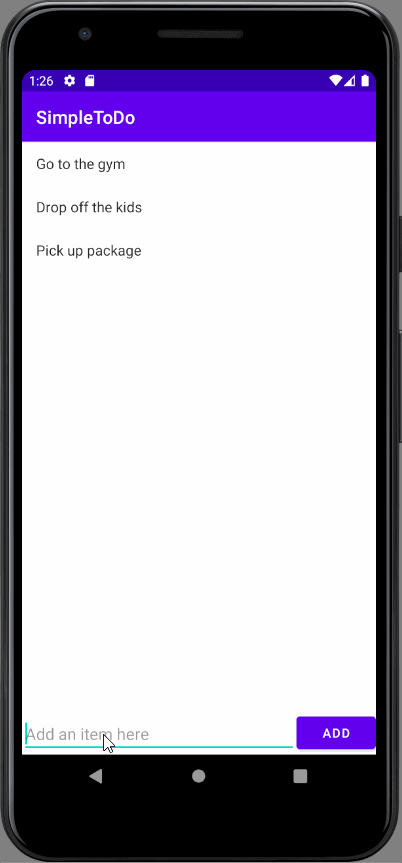 1:26
SimpleToDo
Go to the gym
Drop off the kids
Pick up package
Add an item here
ADD